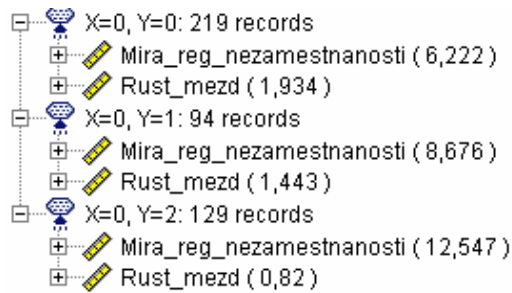 X=0, Y=0: 219 records
Mira_reg_nezamestnanosti ( 6,222 )
Rust_mezd ( 1,934 )
X=0, Y=1: 94 records
Mira_reg_nezamestnanosti ( 8,676 )
Rust_mezd ( 1,443 )
X=0, Y=2: 129 records
Mira_reg_nezamestnanosti ( 12,547 )
Rust_mezd ( 0,82 )